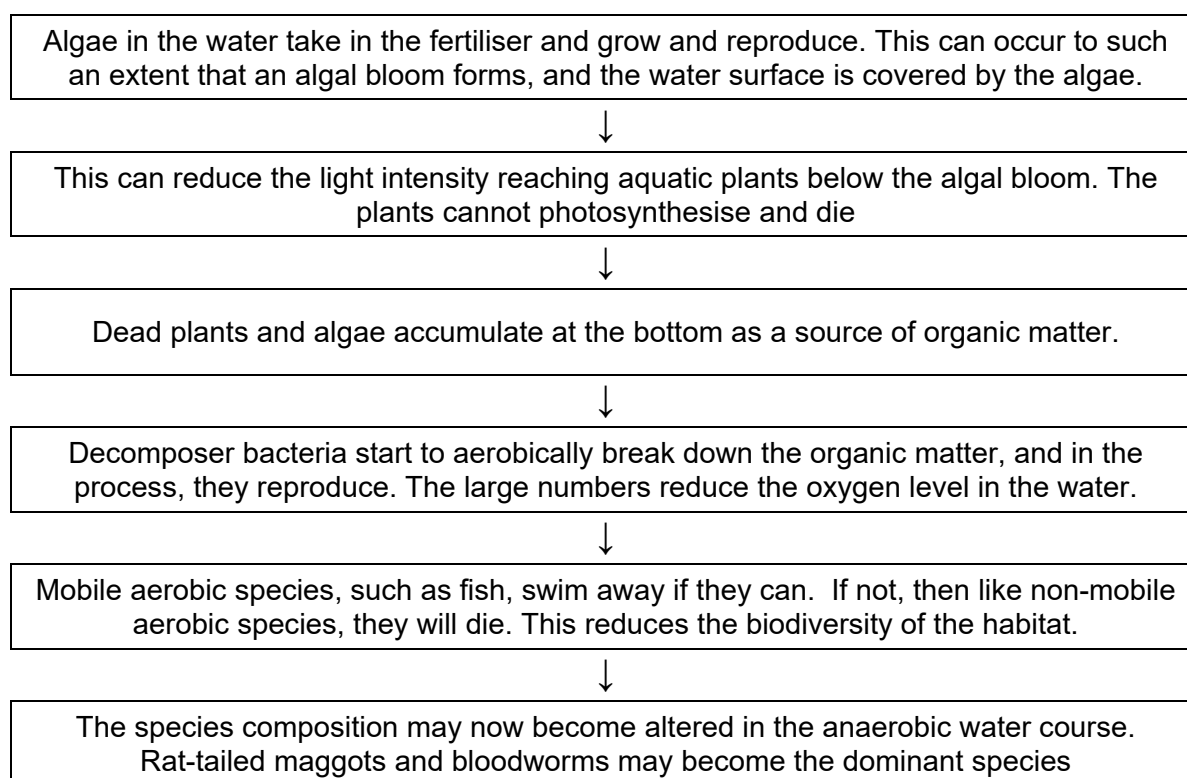 Algae in the water take in the fertiliser and grow and reproduce. This can occur to such
an extent that an algal bloom forms, and the water surface is covered by the algae.
↓
This can reduce the light intensity reaching aquatic plants below the algal bloom. The
plants cannot photosynthesise and die
↓
Dead plants and algae accumulate at the bottom as a source of organic matter.
↓
Decomposer bacteria start to aerobically break down the organic matter, and in the
process, they reproduce. The large numbers reduce the oxygen level in the water.
↓
Mobile aerobic species, such as fish, swim away if they can.  If not, then like non-mobile
aerobic species, they will die. This reduces the biodiversity of the habitat.
↓
The species composition may now become altered in the anaerobic water course.
Rat-tailed maggots and bloodworms may become the dominant species